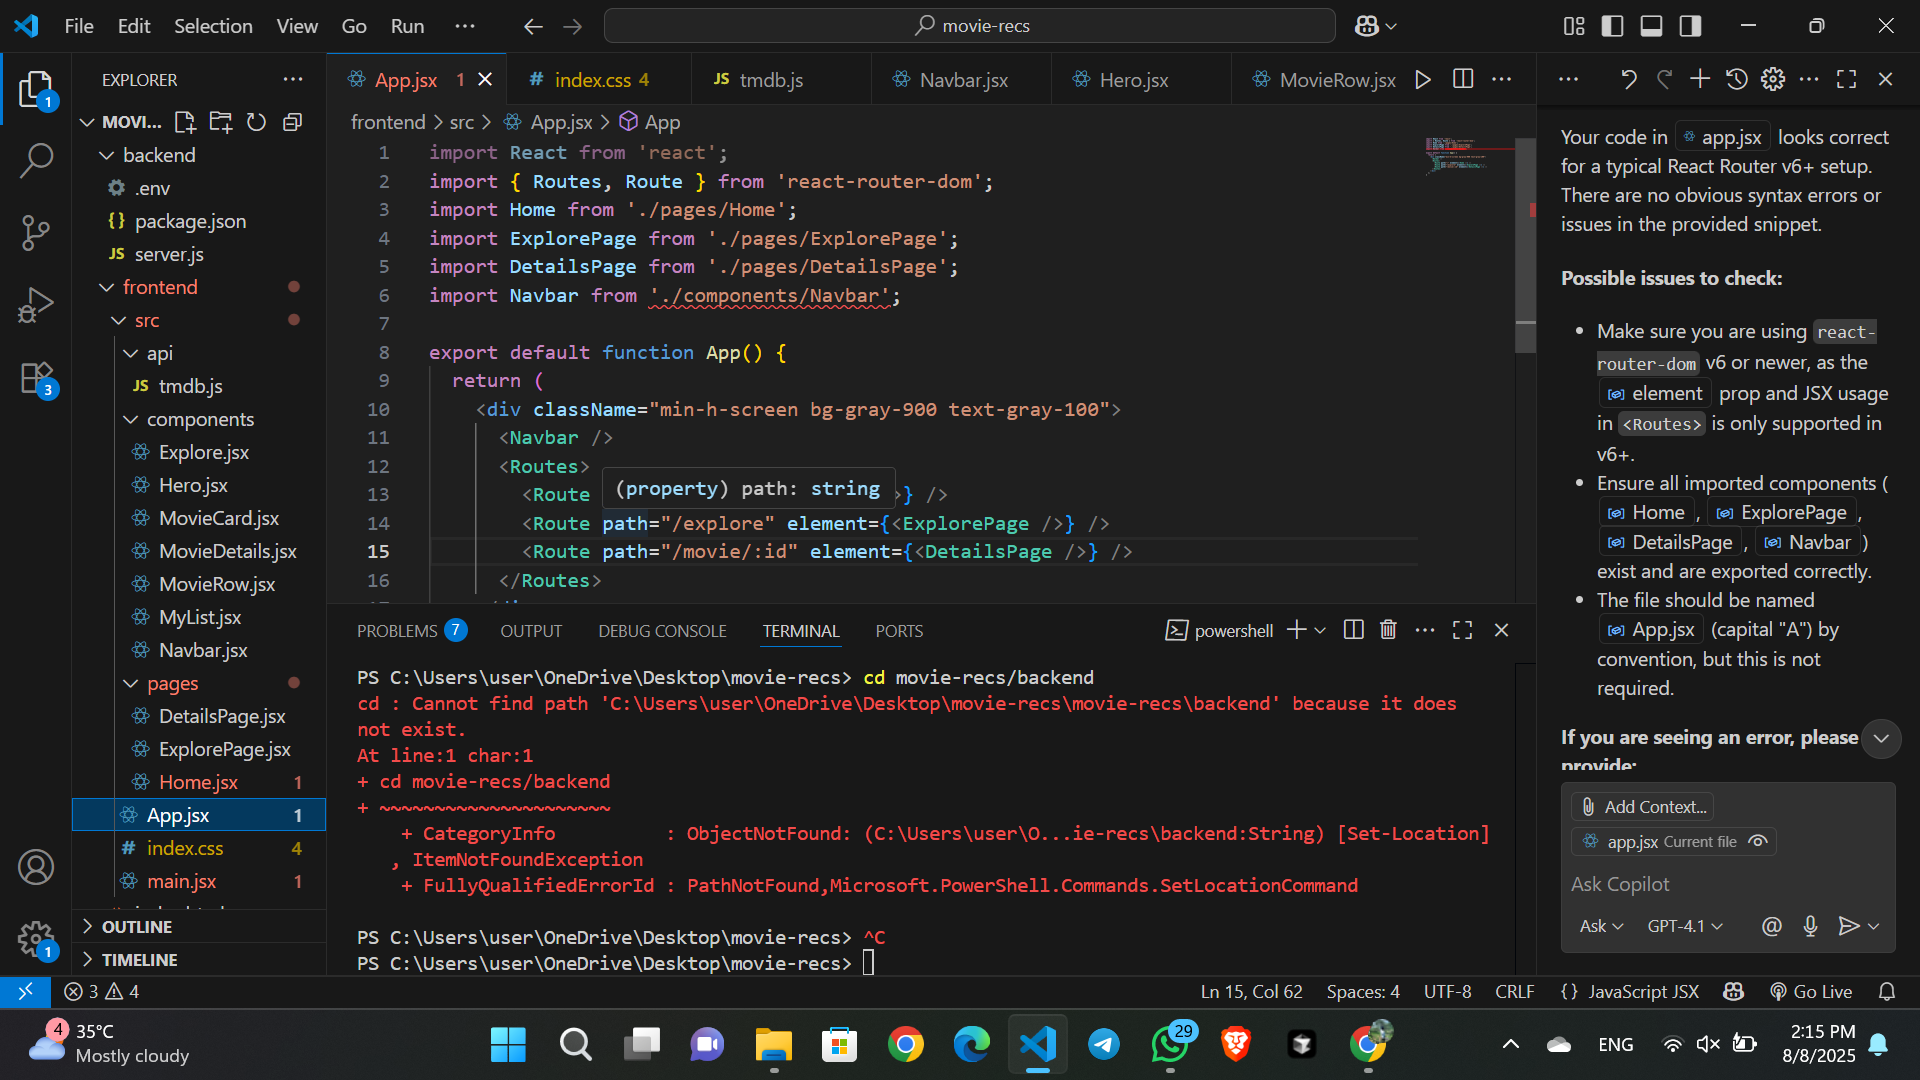 File Edit Selection View Go Run ··· movie-recs
EXPLORER
MOVI...
backend
.env
{} package.json
JS server.js
frontend
src
api
JS tmdb.js
components
Explore.jsx
Hero.jsx
MovieCard.jsx
MovieDetails.jsx
MovieRow.jsx
MyList.jsx
Navbar.jsx
pages
DetailsPage.jsx
ExplorePage.jsx
Home.jsx 1
App.jsx 1
# index.css 4
main.jsx 1
OUTLINE
TIMELINE
1
3
1
App.jsx 1 # index.css 4 JS tmdb.js Navbar.jsx Hero.jsx MovieRow.jsx
frontend > src > App.jsx > App
1 import React from 'react';
2 import { Routes, Route } from 'react-router-dom';
3 import Home from './pages/Home';
4 import ExplorePage from './pages/ExplorePage';
5 import DetailsPage from './pages/DetailsPage';
6 import Navbar from './components/Navbar';
7
8 export default function App() {
9 return (
10 <div className="min-h-screen bg-gray-900 text-gray-100">
11 <Navbar />
12 <Routes>
13 <Route >} />
(property) path: string
14 <Route path="/explore" element={<ExplorePage />} />
15 <Route path="/movie/:id" element={<DetailsPage />} />
16 </Routes>
PROBLEMS 7 OUTPUT DEBUG CONSOLE TERMINAL PORTS powershell
PS C:\Users\user\OneDrive\Desktop\movie-recs> cd movie-recs/backend
cd : Cannot find path 'C:\Users\user\OneDrive\Desktop\movie-recs\movie-recs\backend' because it does
not exist.
At line:1 char:1
+ cd movie-recs/backend
+ ~~~~~~~~~~~~~~~~~~~~~
+ CategoryInfo : ObjectNotFound: (C:\Users\user\O...ie-recs\backend:String) [Set-Location]
, ItemNotFoundException
+ FullyQualifiedErrorId : PathNotFound,Microsoft.PowerShell.Commands.SetLocationCommand
PS C:\Users\user\OneDrive\Desktop\movie-recs> ^C
PS C:\Users\user\OneDrive\Desktop\movie-recs>
Your code in app.jsx looks correct
for a typical React Router v6+ setup.
There are no obvious syntax errors or
issues in the provided snippet.
Possible issues to check:
• Make sure you are using react-
router-dom v6 or newer, as the
element prop and JSX usage
in <Routes> is only supported in
v6+.
• Ensure all imported components (
Home , ExplorePage ,
DetailsPage , Navbar )
exist and are exported correctly.
• The file should be named
App.jsx (capital "A") by
convention, but this is not
required.
If you are seeing an error, please
provide:
Add Context...
app.jsx Current file
Ask Copilot
Ask GPT-4.1 @
3 4 Ln 15, Col 62 Spaces: 4 UTF-8 CRLF {} JavaScript JSX Go Live
4 35°C
Mostly cloudy
29
ENG
2:15 PM
8/8/2025